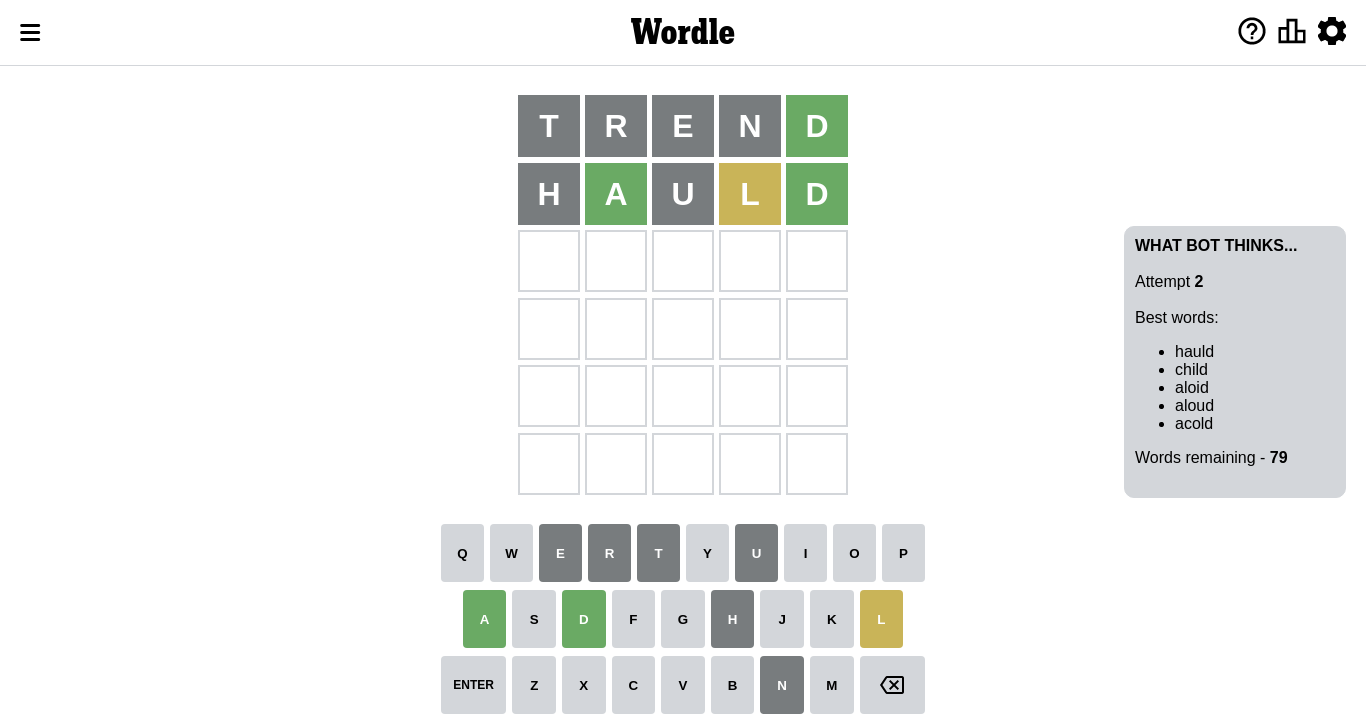 Wordle
T R E N D
H A U L D
WHAT BOT THINKS...
Attempt 2
Best words:
hauld
child
aloid
aloud
acold
Words remaining - 79
Q W E R T Y U I O P
A S D F G H J K L
ENTER Z X C V B N M